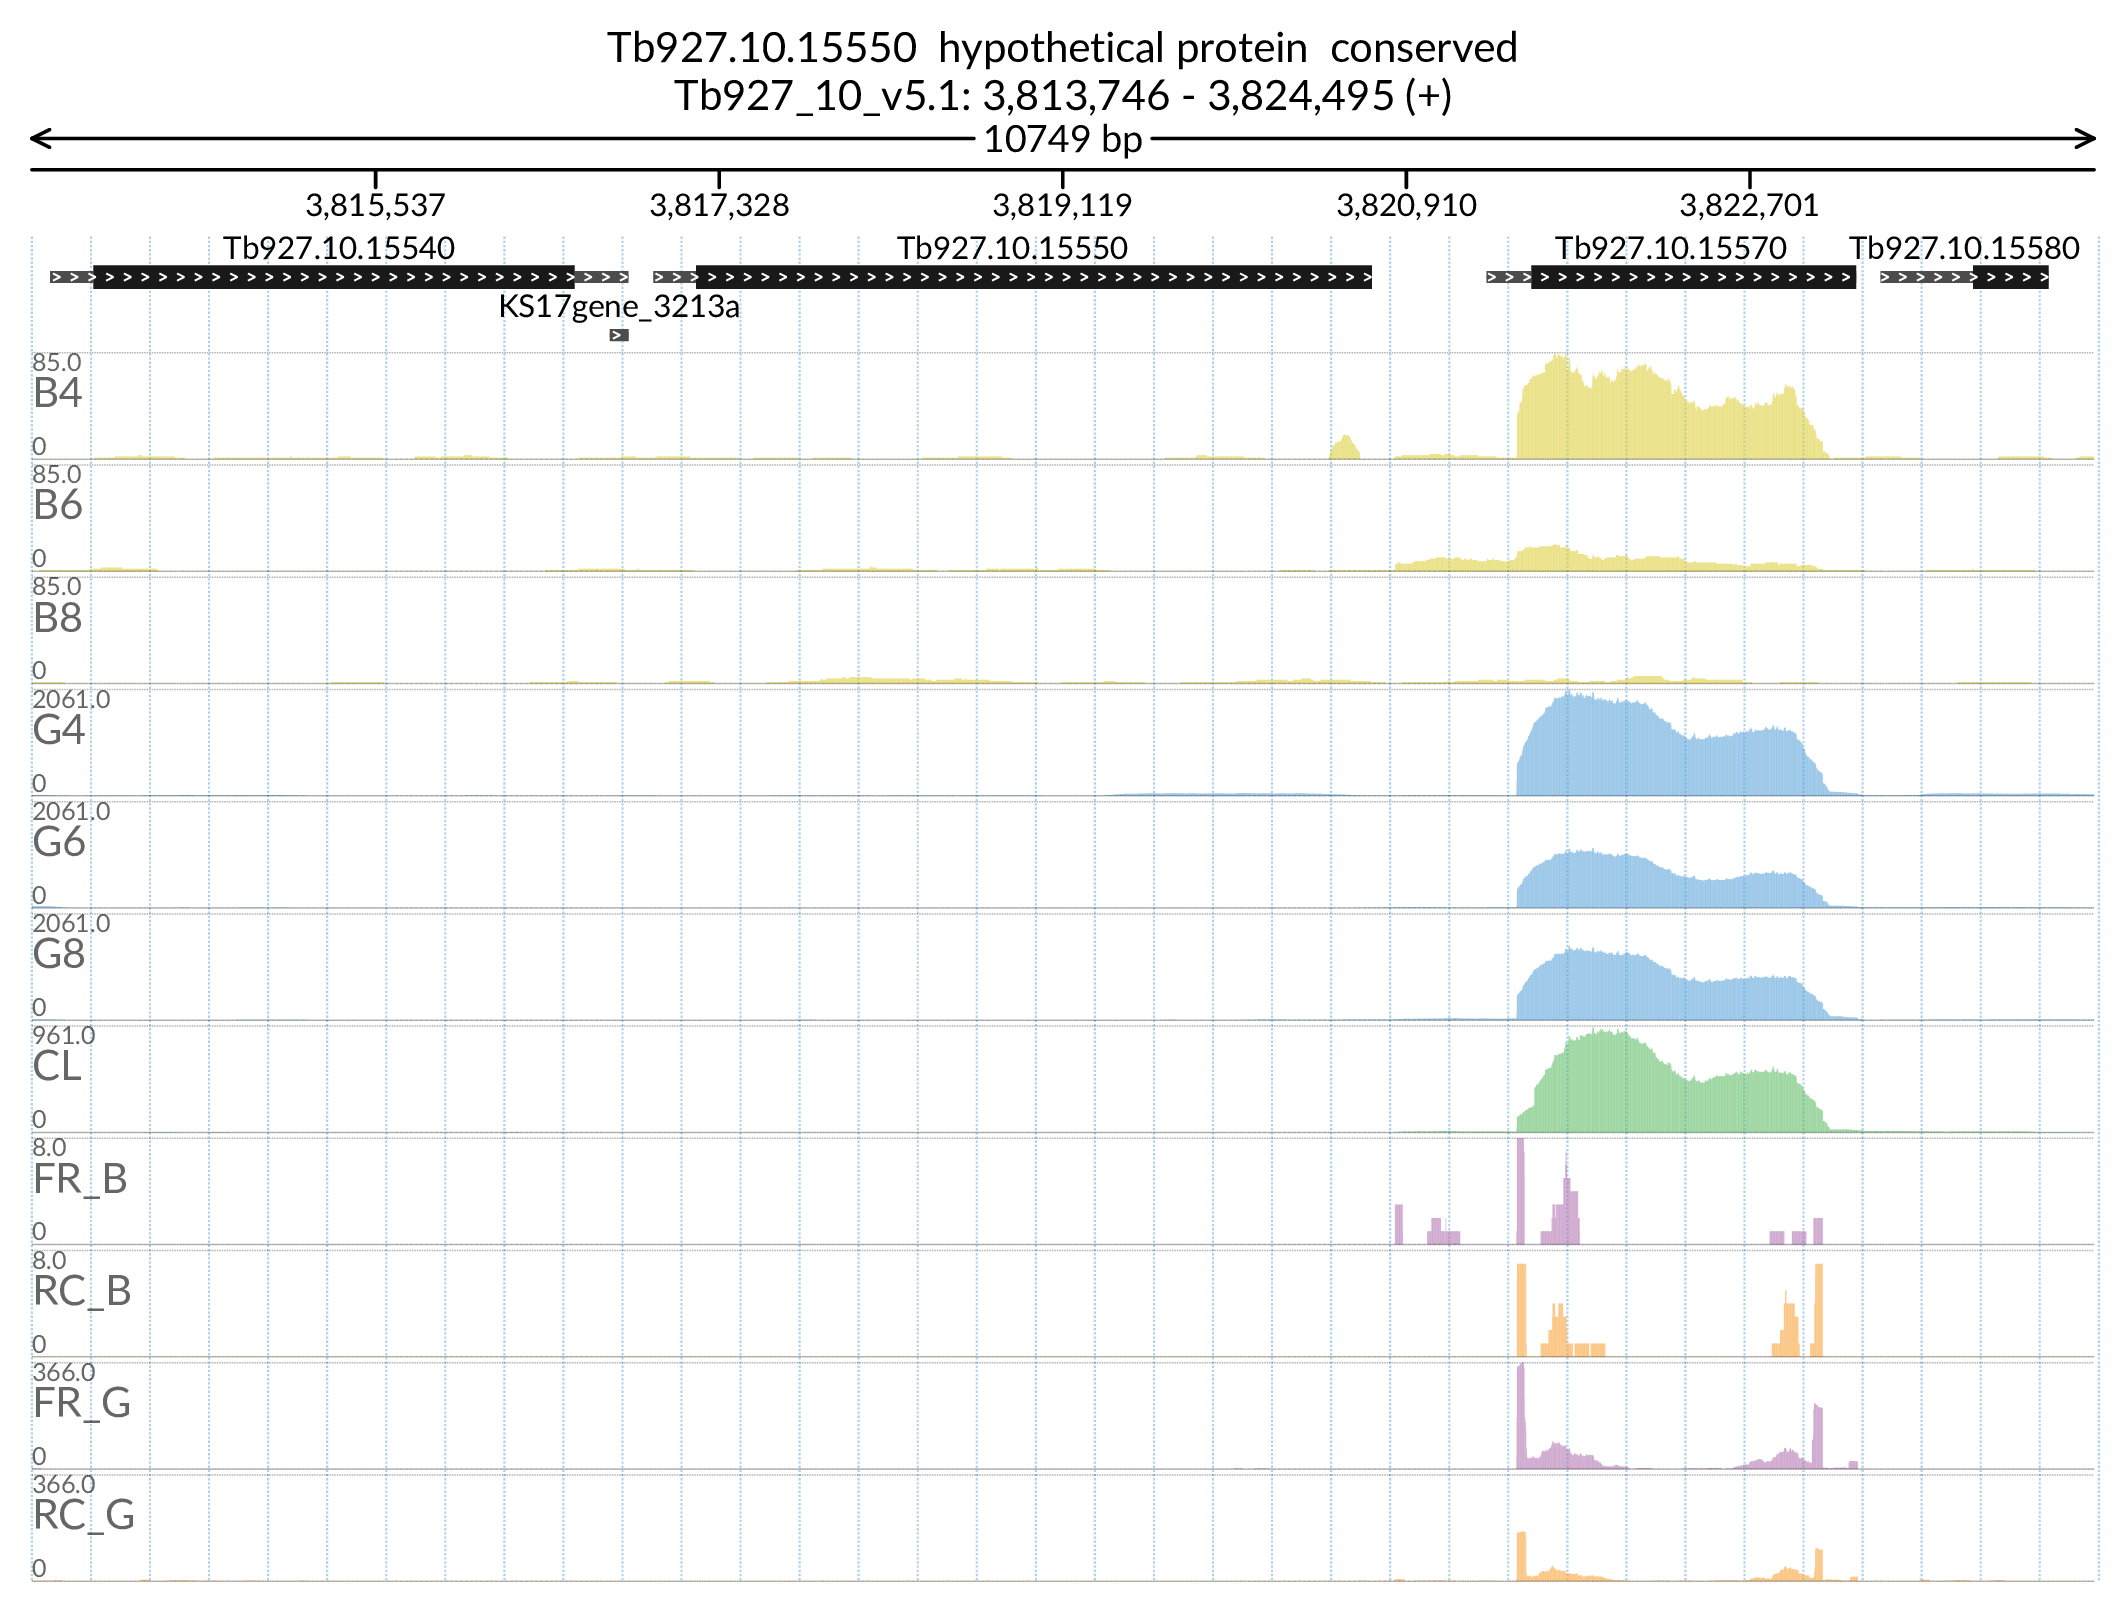 Tb927.10.15550 hypothetical protein conserved
Tb927_10_v5.1: 3,813,746 - 3,824,495 (+)
10749 bp
3,815,537 3,817,328 3,819,119 3,820,910 3,822,701
Tb927.10.15540 Tb927.10.15550 Tb927.10.15570 Tb927.10.15580
KS17gene_3213a
85.0
B4
0
85.0
B6
0
85.0
B8
0
2061.0
G4
0
2061.0
G6
0
2061.0
G8
0
961.0
CL
0
8.0
FR_B
0
8.0
RC_B
0
366.0
FR_G
0
366.0
RC_G
0